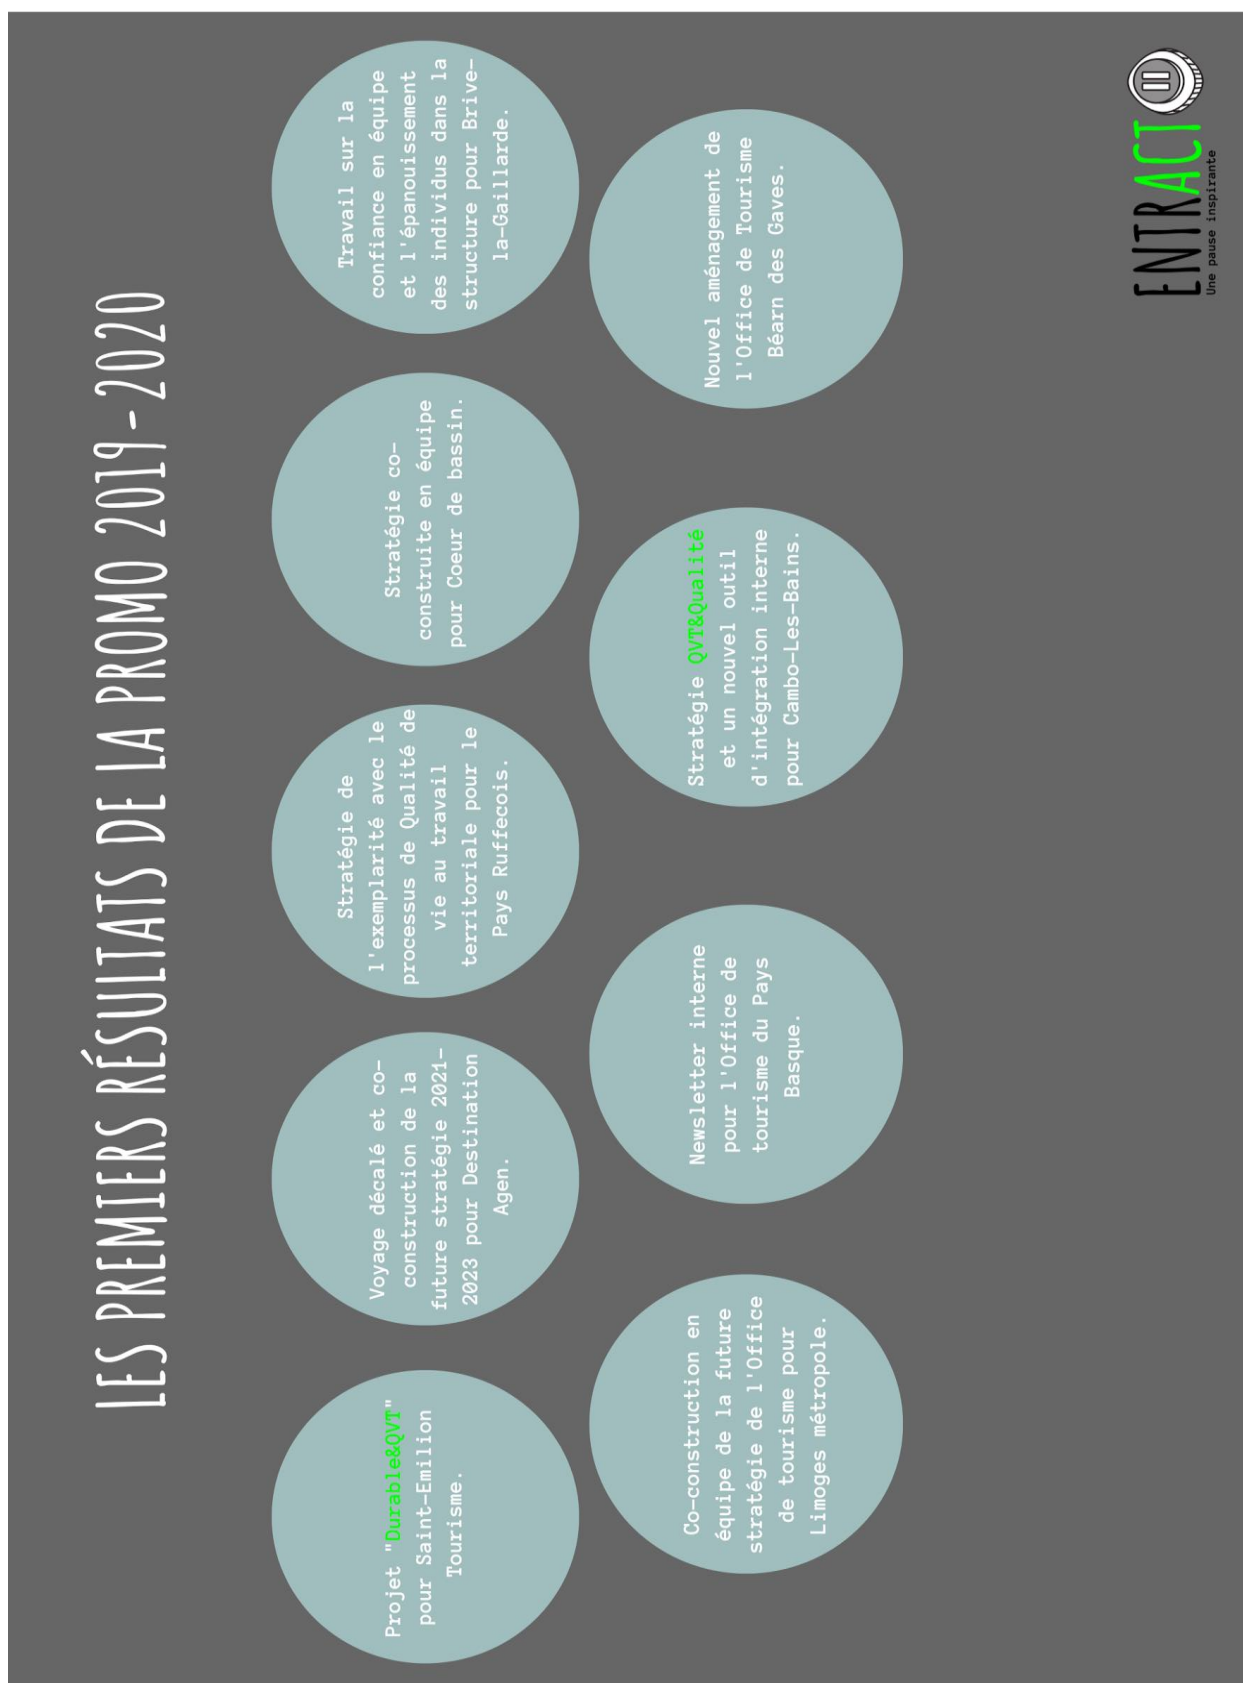 LES PREMIERS RÉSULTATS DE LA PROMO 2019-2020
Projet "Durable&QVT"
pour Saint-Emilion
Tourisme.
Voyage décalé et co-
construction de la
future stratégie 2021-
2023 pour Destination
Agen.
Stratégie de
l'exemplarité avec le
processus de Qualité de
vie au travail
territoriale pour le
Pays Ruffecois.
Stratégie co-
construite en équipe
pour Coeur de bassin.
Travail sur la
confiance en équipe
et l'épanouissement
des individus dans la
structure pour Brive-
la-Gaillarde.
Co-construction en
équipe de la future
stratégie de l'Office
de tourisme pour
Limoges métropole.
Newsletter interne
pour l'Office de
tourisme du Pays
Basque.
Stratégie QVT&Qualité
et un nouvel outil
d'intégration interne
pour Cambo-Les-Bains.
Nouvel aménagement de
l'Office de Tourisme
Béarn des Gaves.
ENTRACT
Une pause inspirante